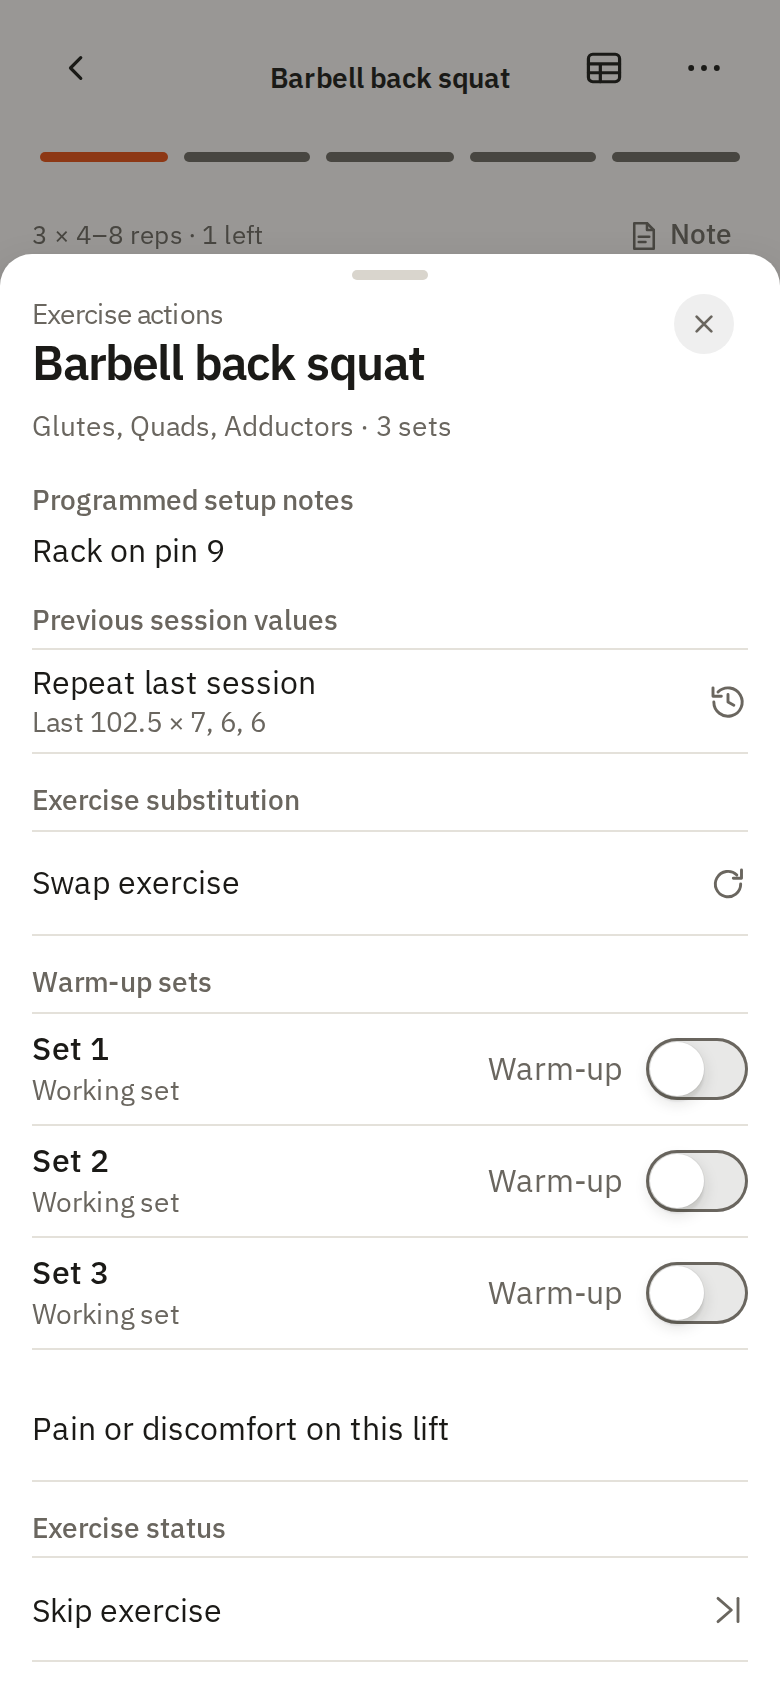 Barbell back squat
3 × 4–8 reps · 1 left
Note
Exercise actions
Barbell back squat
Glutes, Quads, Adductors · 3 sets
Programmed setup notes
Rack on pin 9
Previous session values
Repeat last session
Last 102.5 × 7, 6, 6
Exercise substitution
Swap exercise
Warm-up sets
Set 1
Working set
Warm-up
Set 2
Working set
Warm-up
Set 3
Working set
Warm-up
Pain or discomfort on this lift
Exercise status
Skip exercise